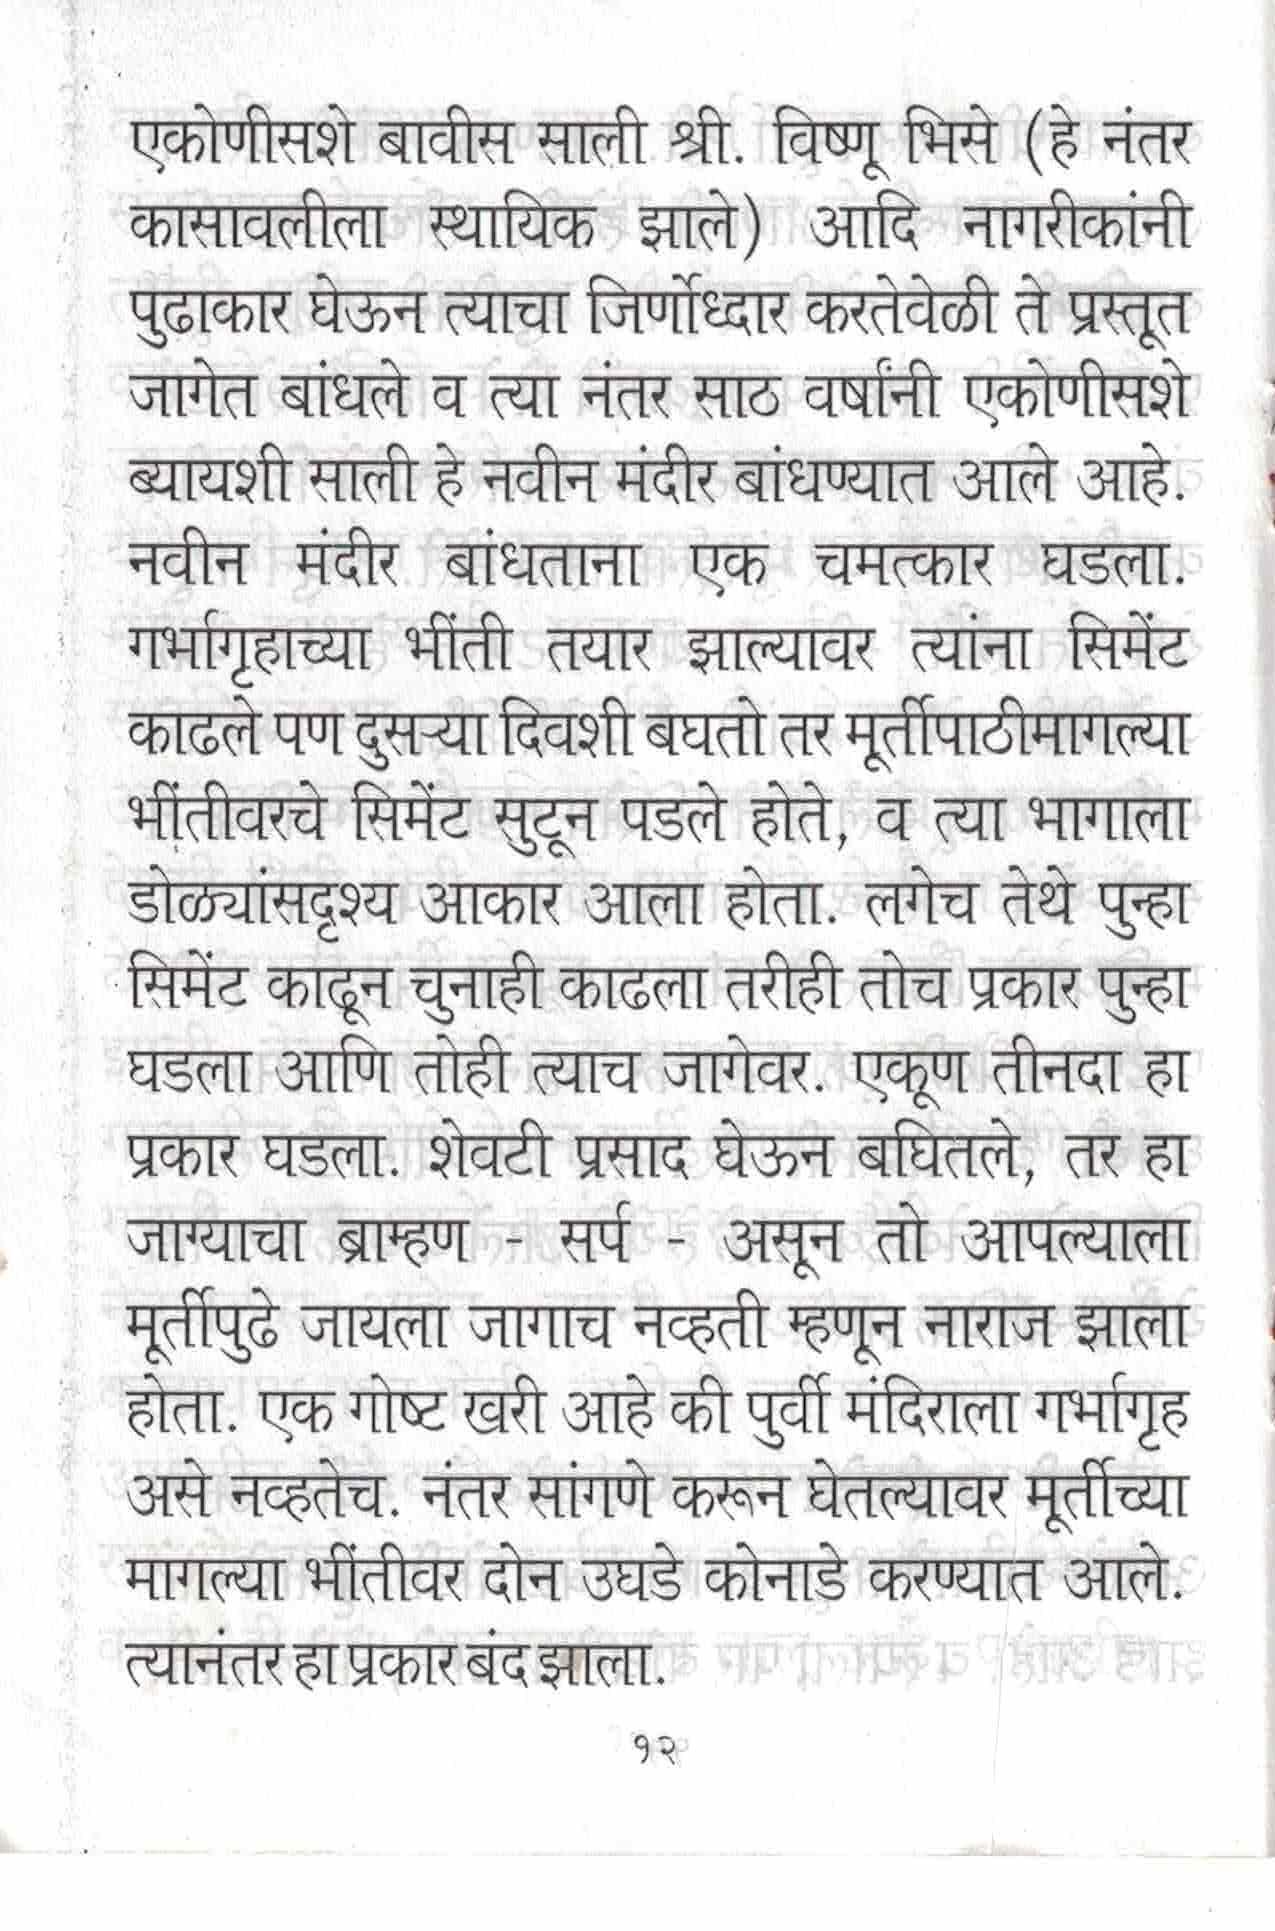 एकोणीसशे बावीस साली श्री. विष्णू भिसे (हे नंतर
कासावलीला स्थायिक झाले) आदि नागरीकांनी
पुढाकार घेऊन त्याचा जिर्णोध्दार करतेवेळी ते प्रस्तूत
जागेत बांधले व त्या नंतर साठ वर्षांनी एकोणीसशे
ब्यायशी साली हे नवीन मंदीर बांधण्यात आले आहे.
नवीन मंदीर बांधताना एक चमत्कार घडला.
गर्भागृहाच्या भींती तयार झाल्यावर त्यांना सिमेंट
काढले पण दुसऱ्या दिवशी बघतो तर मूर्तीपाठीमागल्या
भींतीवरचे सिमेंट सुटून पडले होते, व त्या भागाला
डोळ्यांसदृश्य आकार आला होता. लगेच तेथे पुन्हा
सिमेंट काढून चुनाही काढला तरीही तोच प्रकार पुन्हा
घडला आणि तोही त्याच जागेवर. एकूण तीनदा हा
प्रकार घडला. शेवटी प्रसाद घेऊन बघितले, तर हा
जाग्याचा ब्राम्हण - सर्प - असून तो आपल्याला
मूर्तीपुढे जायला जागाच नव्हती म्हणून नाराज झाला
होता. एक गोष्ट खरी आहे की पुर्वी मंदिराला गर्भागृह
असे नव्हतेच. नंतर सांगणे करून घेतल्यावर मूर्तीच्या
मागल्या भींतीवर दोन उघडे कोनाडे करण्यात आले.
त्यानंतर हा प्रकार बंद झाला.
१२